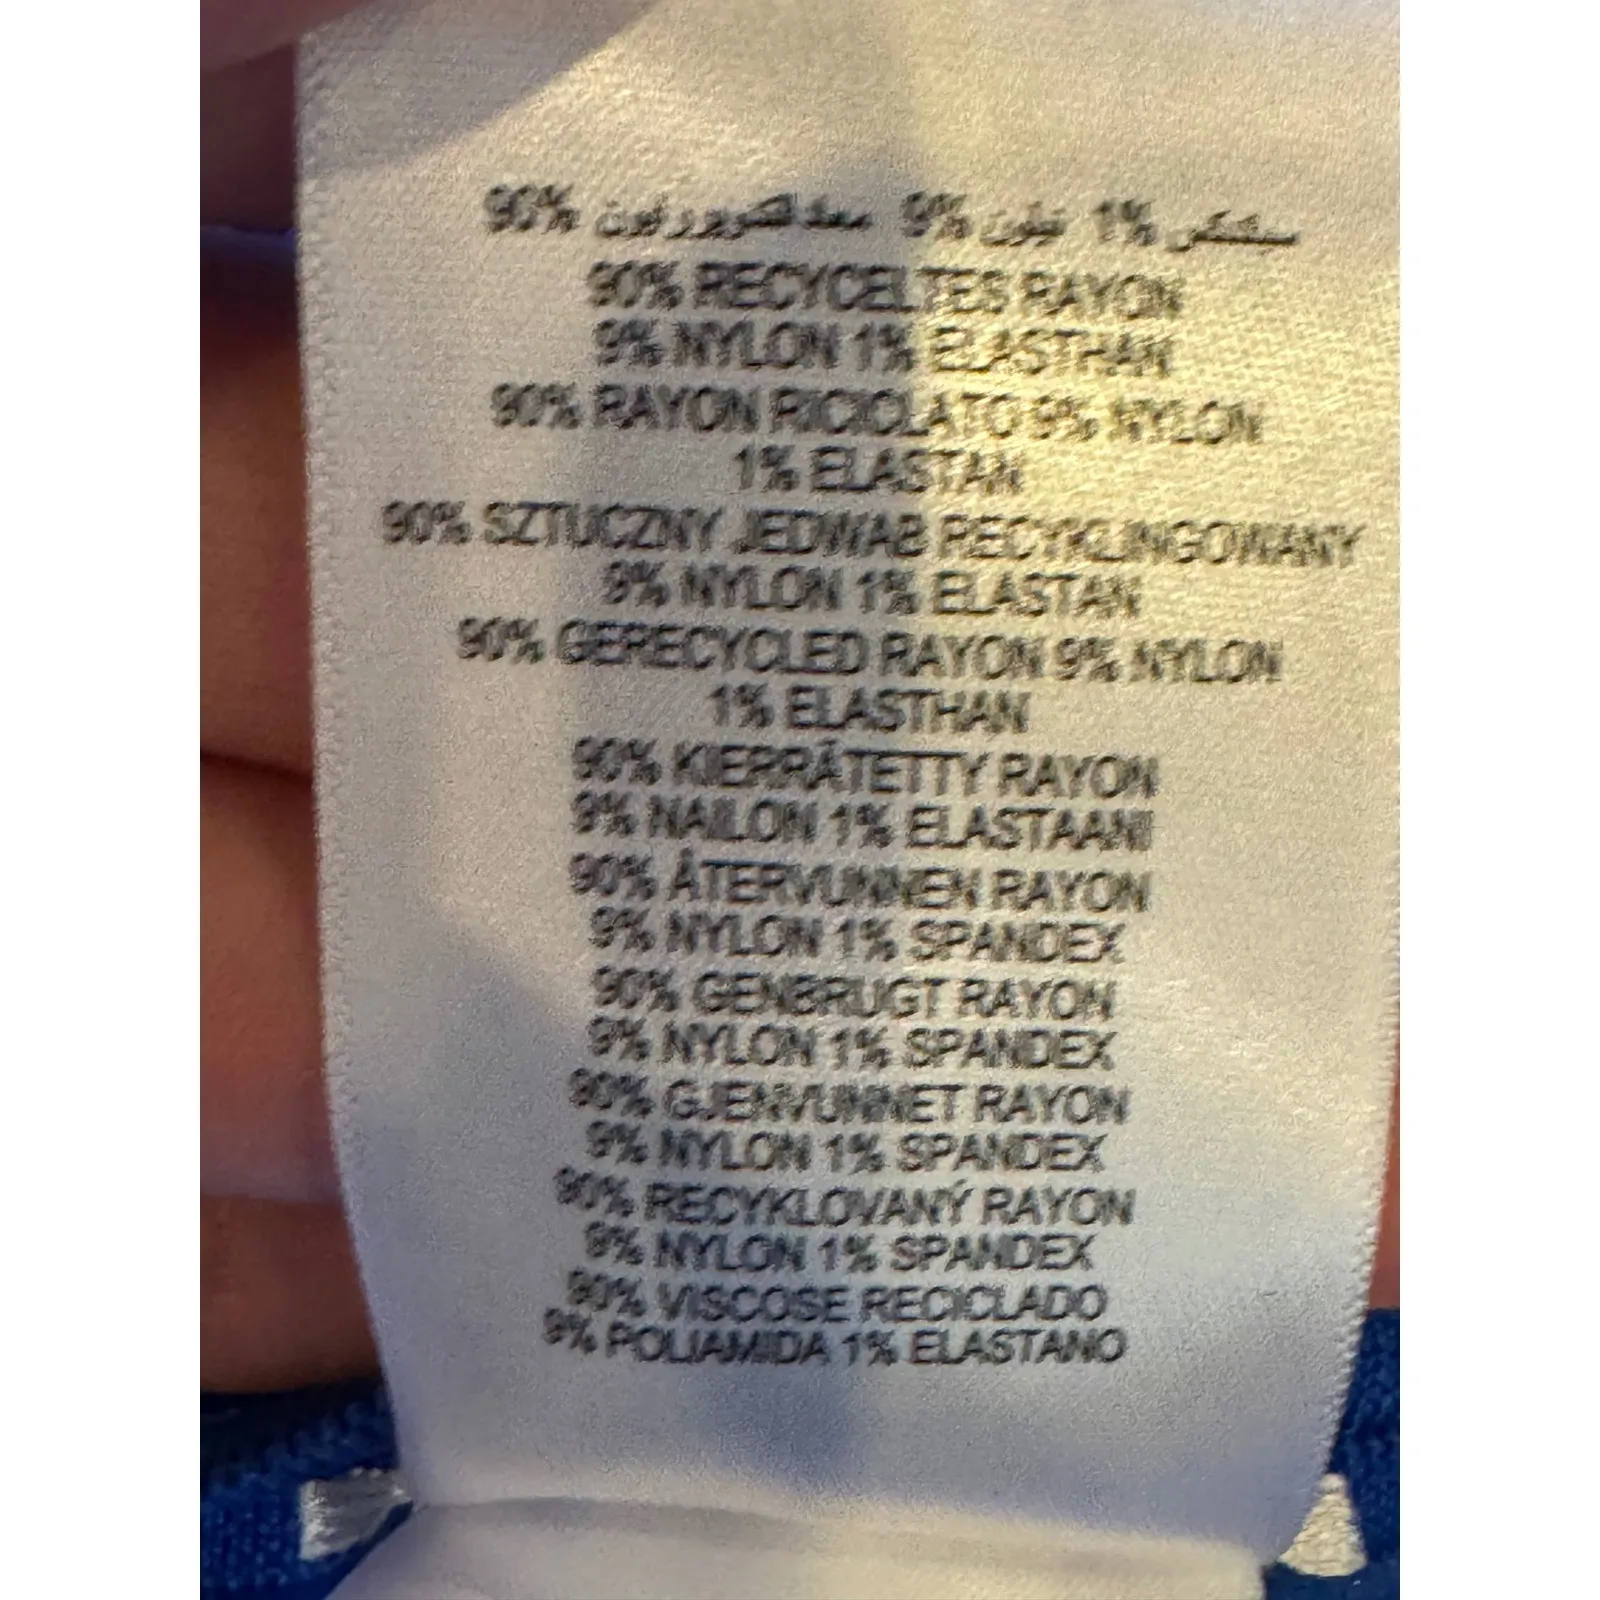 90% معاد التدوير رايون 9% نيلون 1% سبانديكس
90% RECYCELTES RAYON
9% NYLON 1% ELASTHAN
90% RAYON RICICLATO 9% NYLON
1% ELASTAN
90% SZTUCZNY JEDWAB RECYKLINGOWANY
9% NYLON 1% ELASTAN
90% GERECYCLED RAYON 9% NYLON
1% ELASTHAN
90% KIERRÄTETTY RAYON
9% NAILON 1% ELASTAANI
90% ÅTERVUNNEN RAYON
9% NYLON 1% SPANDEX
90% GENBRUGT RAYON
9% NYLON 1% SPANDEX
90% GJENVUNNET RAYON
9% NYLON 1% SPANDEX
90% RECYKLOVANÝ RAYON
9% NYLON 1% SPANDEX
90% VISCOSE RECICLADO
9% POLIAMIDA 1% ELASTANO